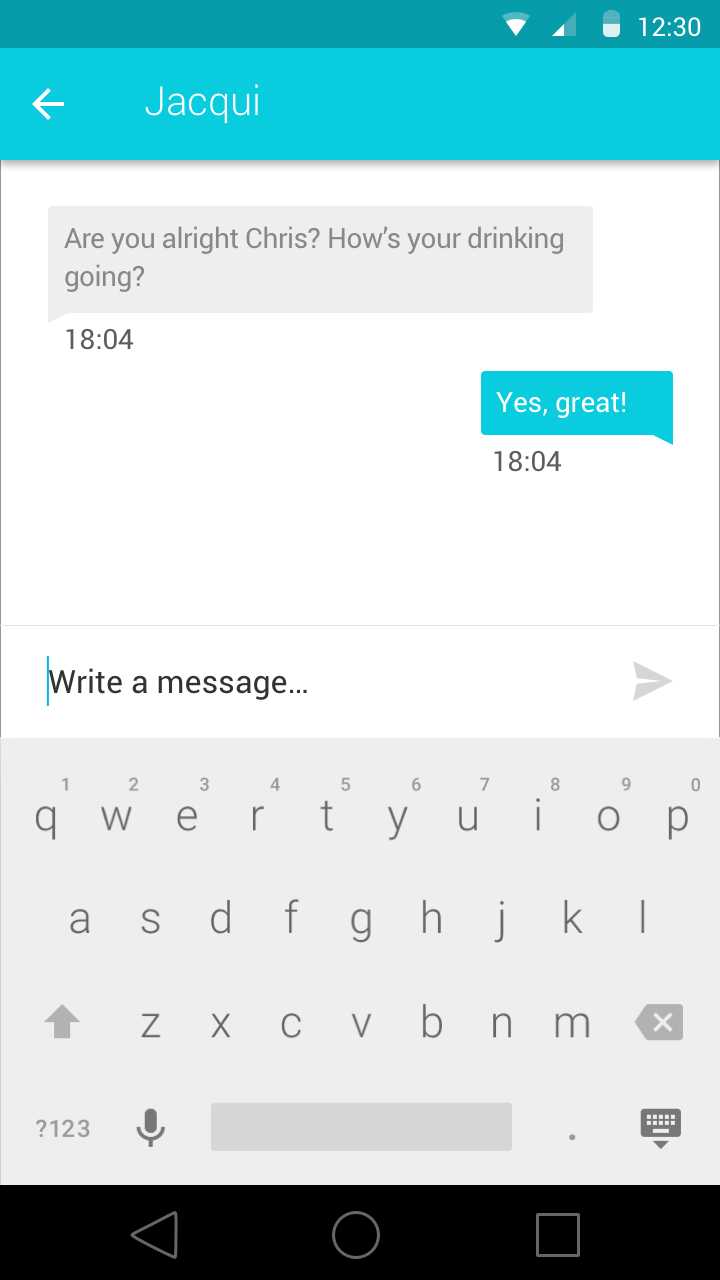 12:30
Jacqui
Are you alright Chris? How’s your drinking
going?
18:04
Yes, great!
18:04
Write a message…
1 2 3 4 5 6 7 8 9 0
q w e r t y u i o p
a s d f g h j k l
z x c v b n m
?123 .